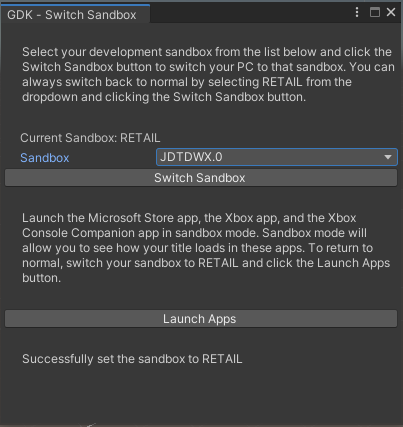 GDK - Switch Sandbox
Select your development sandbox from the list below and click the
Switch Sandbox button to switch your PC to that sandbox. You can
always switch back to normal by selecting RETAIL from the
dropdown and clicking the Switch Sandbox button.
Current Sandbox: RETAIL
Sandbox JDTDWX.0
Switch Sandbox
Launch the Microsoft Store app, the Xbox app, and the Xbox
Console Companion app in sandbox mode. Sandbox mode will
allow you to see how your title loads in these apps. To return to
normal, switch your sandbox to RETAIL and click the Launch Apps
button.
Launch Apps
Successfully set the sandbox to RETAIL